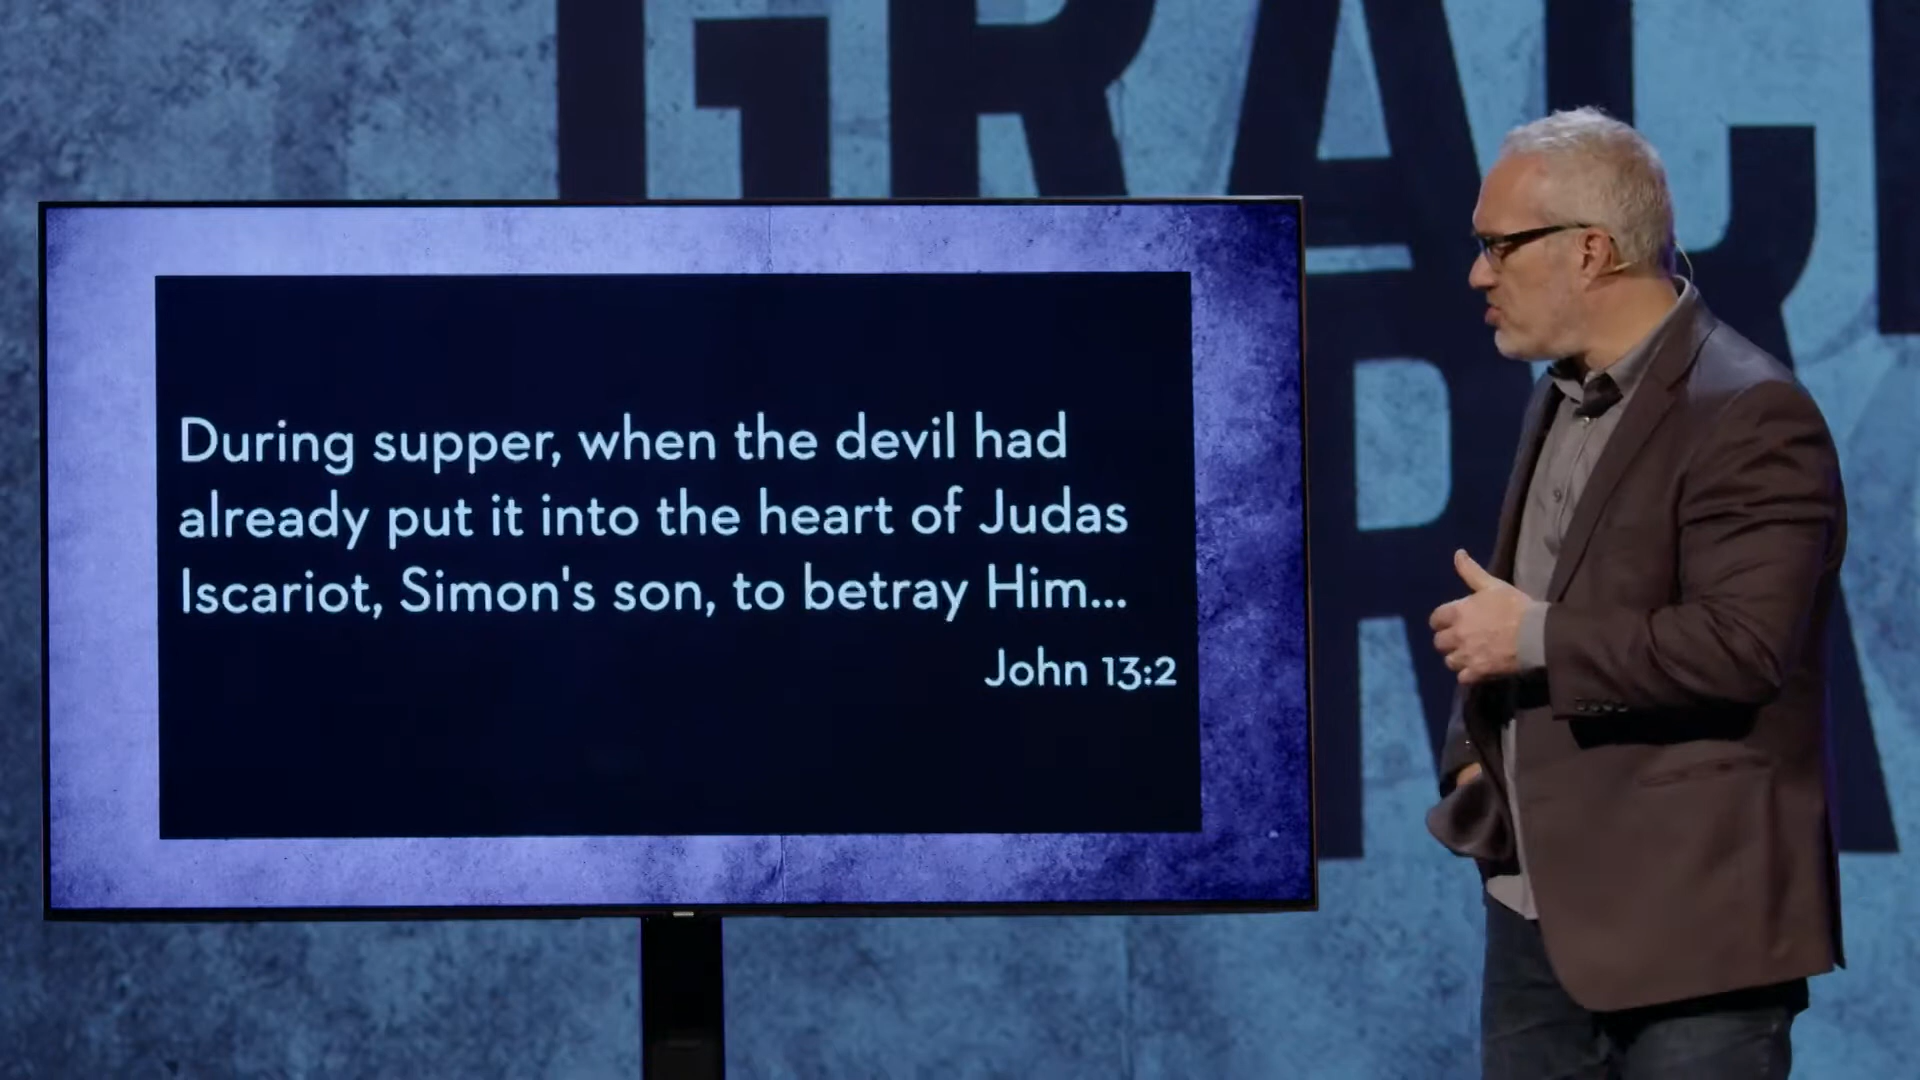 GRAC
During supper, when the devil had
already put it into the heart of Judas
Iscariot, Simon's son, to betray Him...
John 13:2